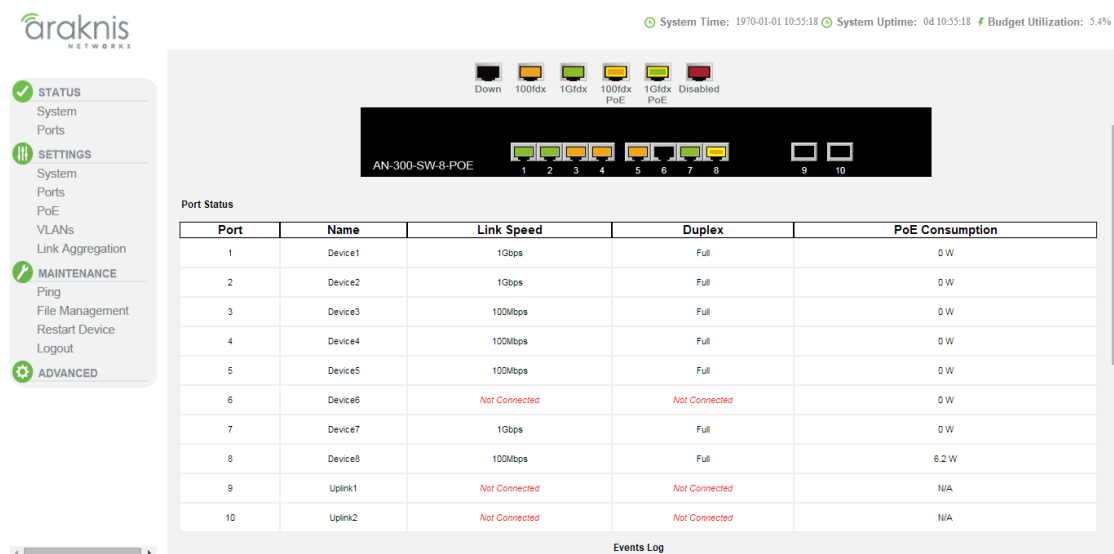 araknis
NETWORKS
System Time: 1970-01-01 10:55:18 System Uptime: 0d 10:55:18 Budget Utilization: 5.4%
STATUS
System
Ports
SETTINGS
System
Ports
PoE
VLANs
Link Aggregation
MAINTENANCE
Ping
File Management
Restart Device
Logout
ADVANCED
Down 100fdx 1Gfdx 100fdx PoE 1Gfdx PoE Disabled
AN-300-SW-8-POE 1 2 3 4 5 6 7 8 9 10
Port Status
Port Name Link Speed Duplex PoE Consumption
1 Device1 1Gbps Full 0 W
2 Device2 1Gbps Full 0 W
3 Device3 100Mbps Full 0 W
4 Device4 100Mbps Full 0 W
5 Device5 100Mbps Full 0 W
6 Device6 Not Connected Not Connected 0 W
7 Device7 1Gbps Full 0 W
8 Device8 100Mbps Full 6.2 W
9 Uplink1 Not Connected Not Connected N/A
10 Uplink2 Not Connected Not Connected N/A
Events Log